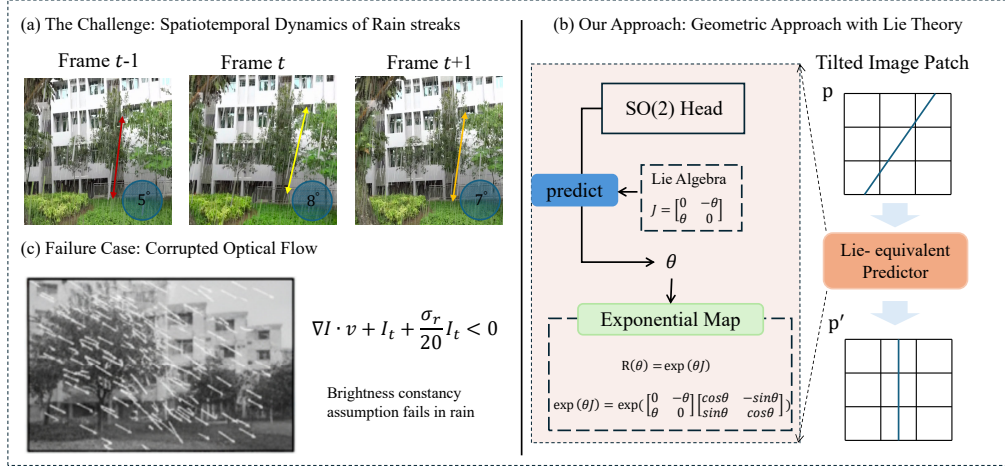 (a) The Challenge: Spatiotemporal Dynamics of Rain streaks
Frame t-1
Frame t
Frame t+1
5°
8°
7°
(c) Failure Case: Corrupted Optical Flow
∇I · v + I_t + σ_r/20 I_t < 0
Brightness constancy
assumption fails in rain
(b) Our Approach: Geometric Approach with Lie Theory
SO(2) Head
predict
Lie Algebra
J = [0 −θ; θ 0]
θ
Exponential Map
R(θ) = exp (θJ)
exp (θJ) = exp([0 −θ; θ 0][cosθ −sinθ; sinθ cosθ])
Tilted Image Patch
p
Lie- equivalent
Predictor
p′